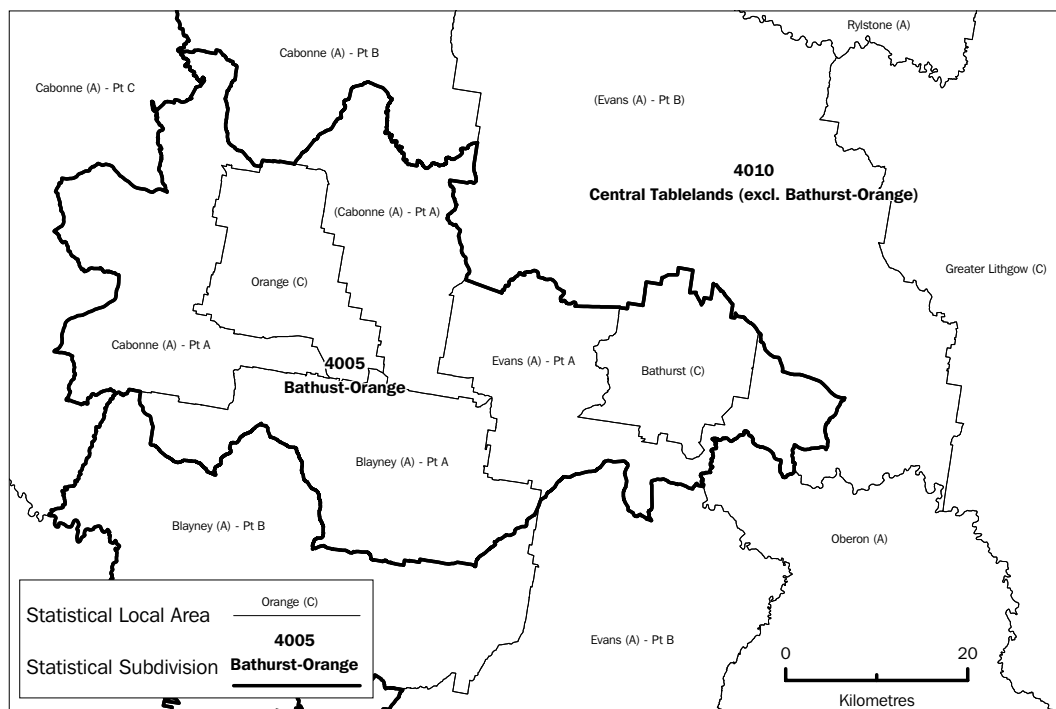 Rylstone (A)
Cabonne (A) - Pt B
Cabonne (A) - Pt C
(Evans (A) - Pt B)
4010
Central Tablelands (excl. Bathurst-Orange)
(Cabonne (A) - Pt A)
Greater Lithgow (C)
Orange (C)
Cabonne (A) - Pt A
4005
Bathust-Orange
Evans (A) - Pt A
Bathurst (C)
Blayney (A) - Pt A
Blayney (A) - Pt B
Oberon (A)
Evans (A) - Pt B
Statistical Local Area
Orange (C)
4005
Statistical Subdivision
Bathurst-Orange
0 20
Kilometres